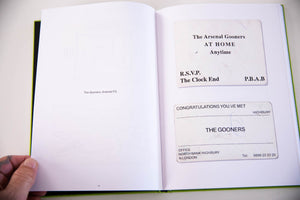 The Gooners, Arsenal FC
The Arsenal Gooners
AT HOME
Anytime
R.S.V.P.
The Clock End P.B.A.B
CONGRATULATIONS YOU'VE MET
HIGHBURY
THE GOONERS
OFFICE
NORTH BANK HIGHBURY
N.LONDON
Tel: